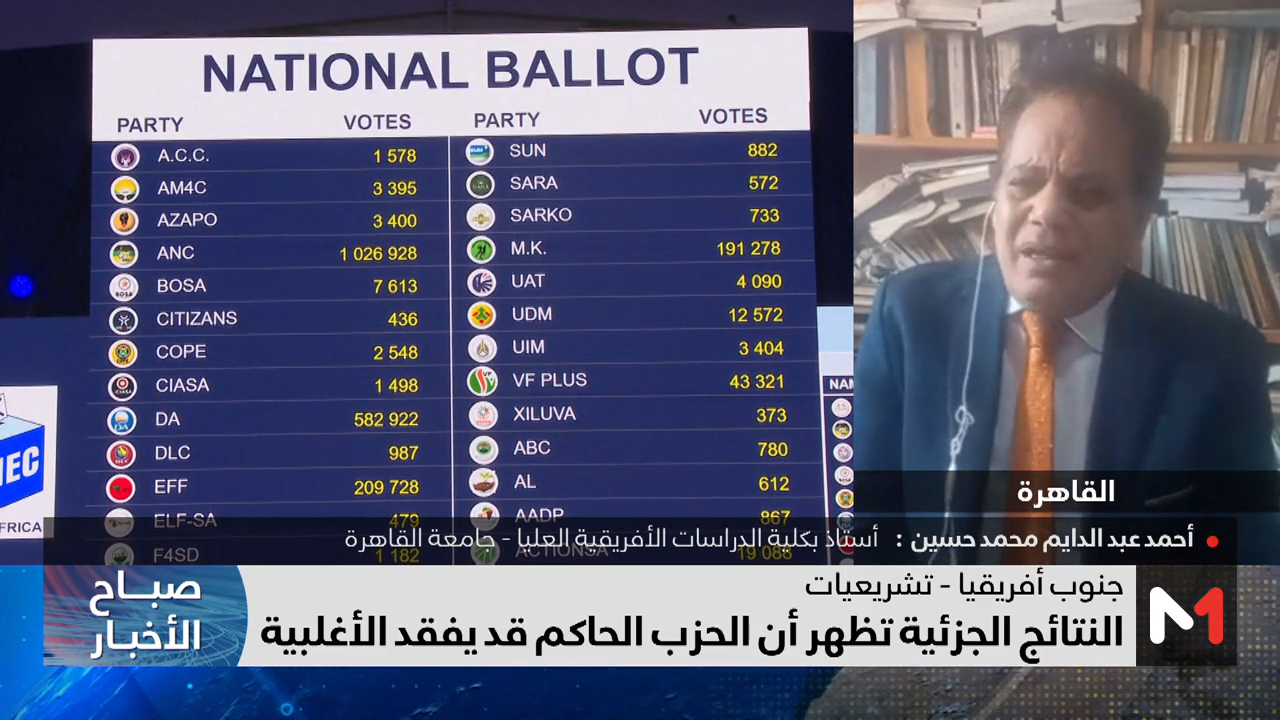 NATIONAL BALLOT
PARTY VOTES PARTY VOTES
A.C.C. 1 578 SUN 882
AM4C 3 395 SARA 572
AZAPO 3 400 SARKO 733
ANC 1 026 928 M.K. 191 278
BOSA 7 613 UAT 4 090
CITIZANS 436 UDM 12 572
COPE 2 548 UIM 3 404
CIASA 1 498 VF PLUS 43 321
DA 582 922 XILUVA 373
DLC 987 ABC 780
EFF 209 728 AL 612
ELF-SA 479 AADP 867
F4SD 1 182 ACTIONSA 19 085
NAM
IEC
FRICA
القاهرة
أحمد عبد الدايم محمد حسين : أستاذ بكلية الدراسات الأفريقية العليا - جامعة القاهرة
جنوب أفريقيا - تشريعيات
النتائج الجزئية تظهر أن الحزب الحاكم قد يفقد الأغلبية
صباح
الأخبار
M1